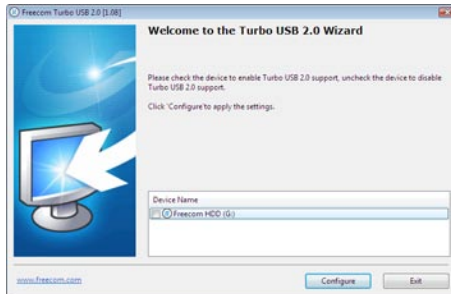 Freecom Turbo USB 2.0 [1.08]
Welcome to the Turbo USB 2.0 Wizard
Please check the device to enable Turbo USB 2.0 support, uncheck the device to disable
Turbo USB 2.0 support.
Click 'Configure' to apply the settings.
Device Name
Freecom HDD (G:)
www.freecom.com
Configure
Exit